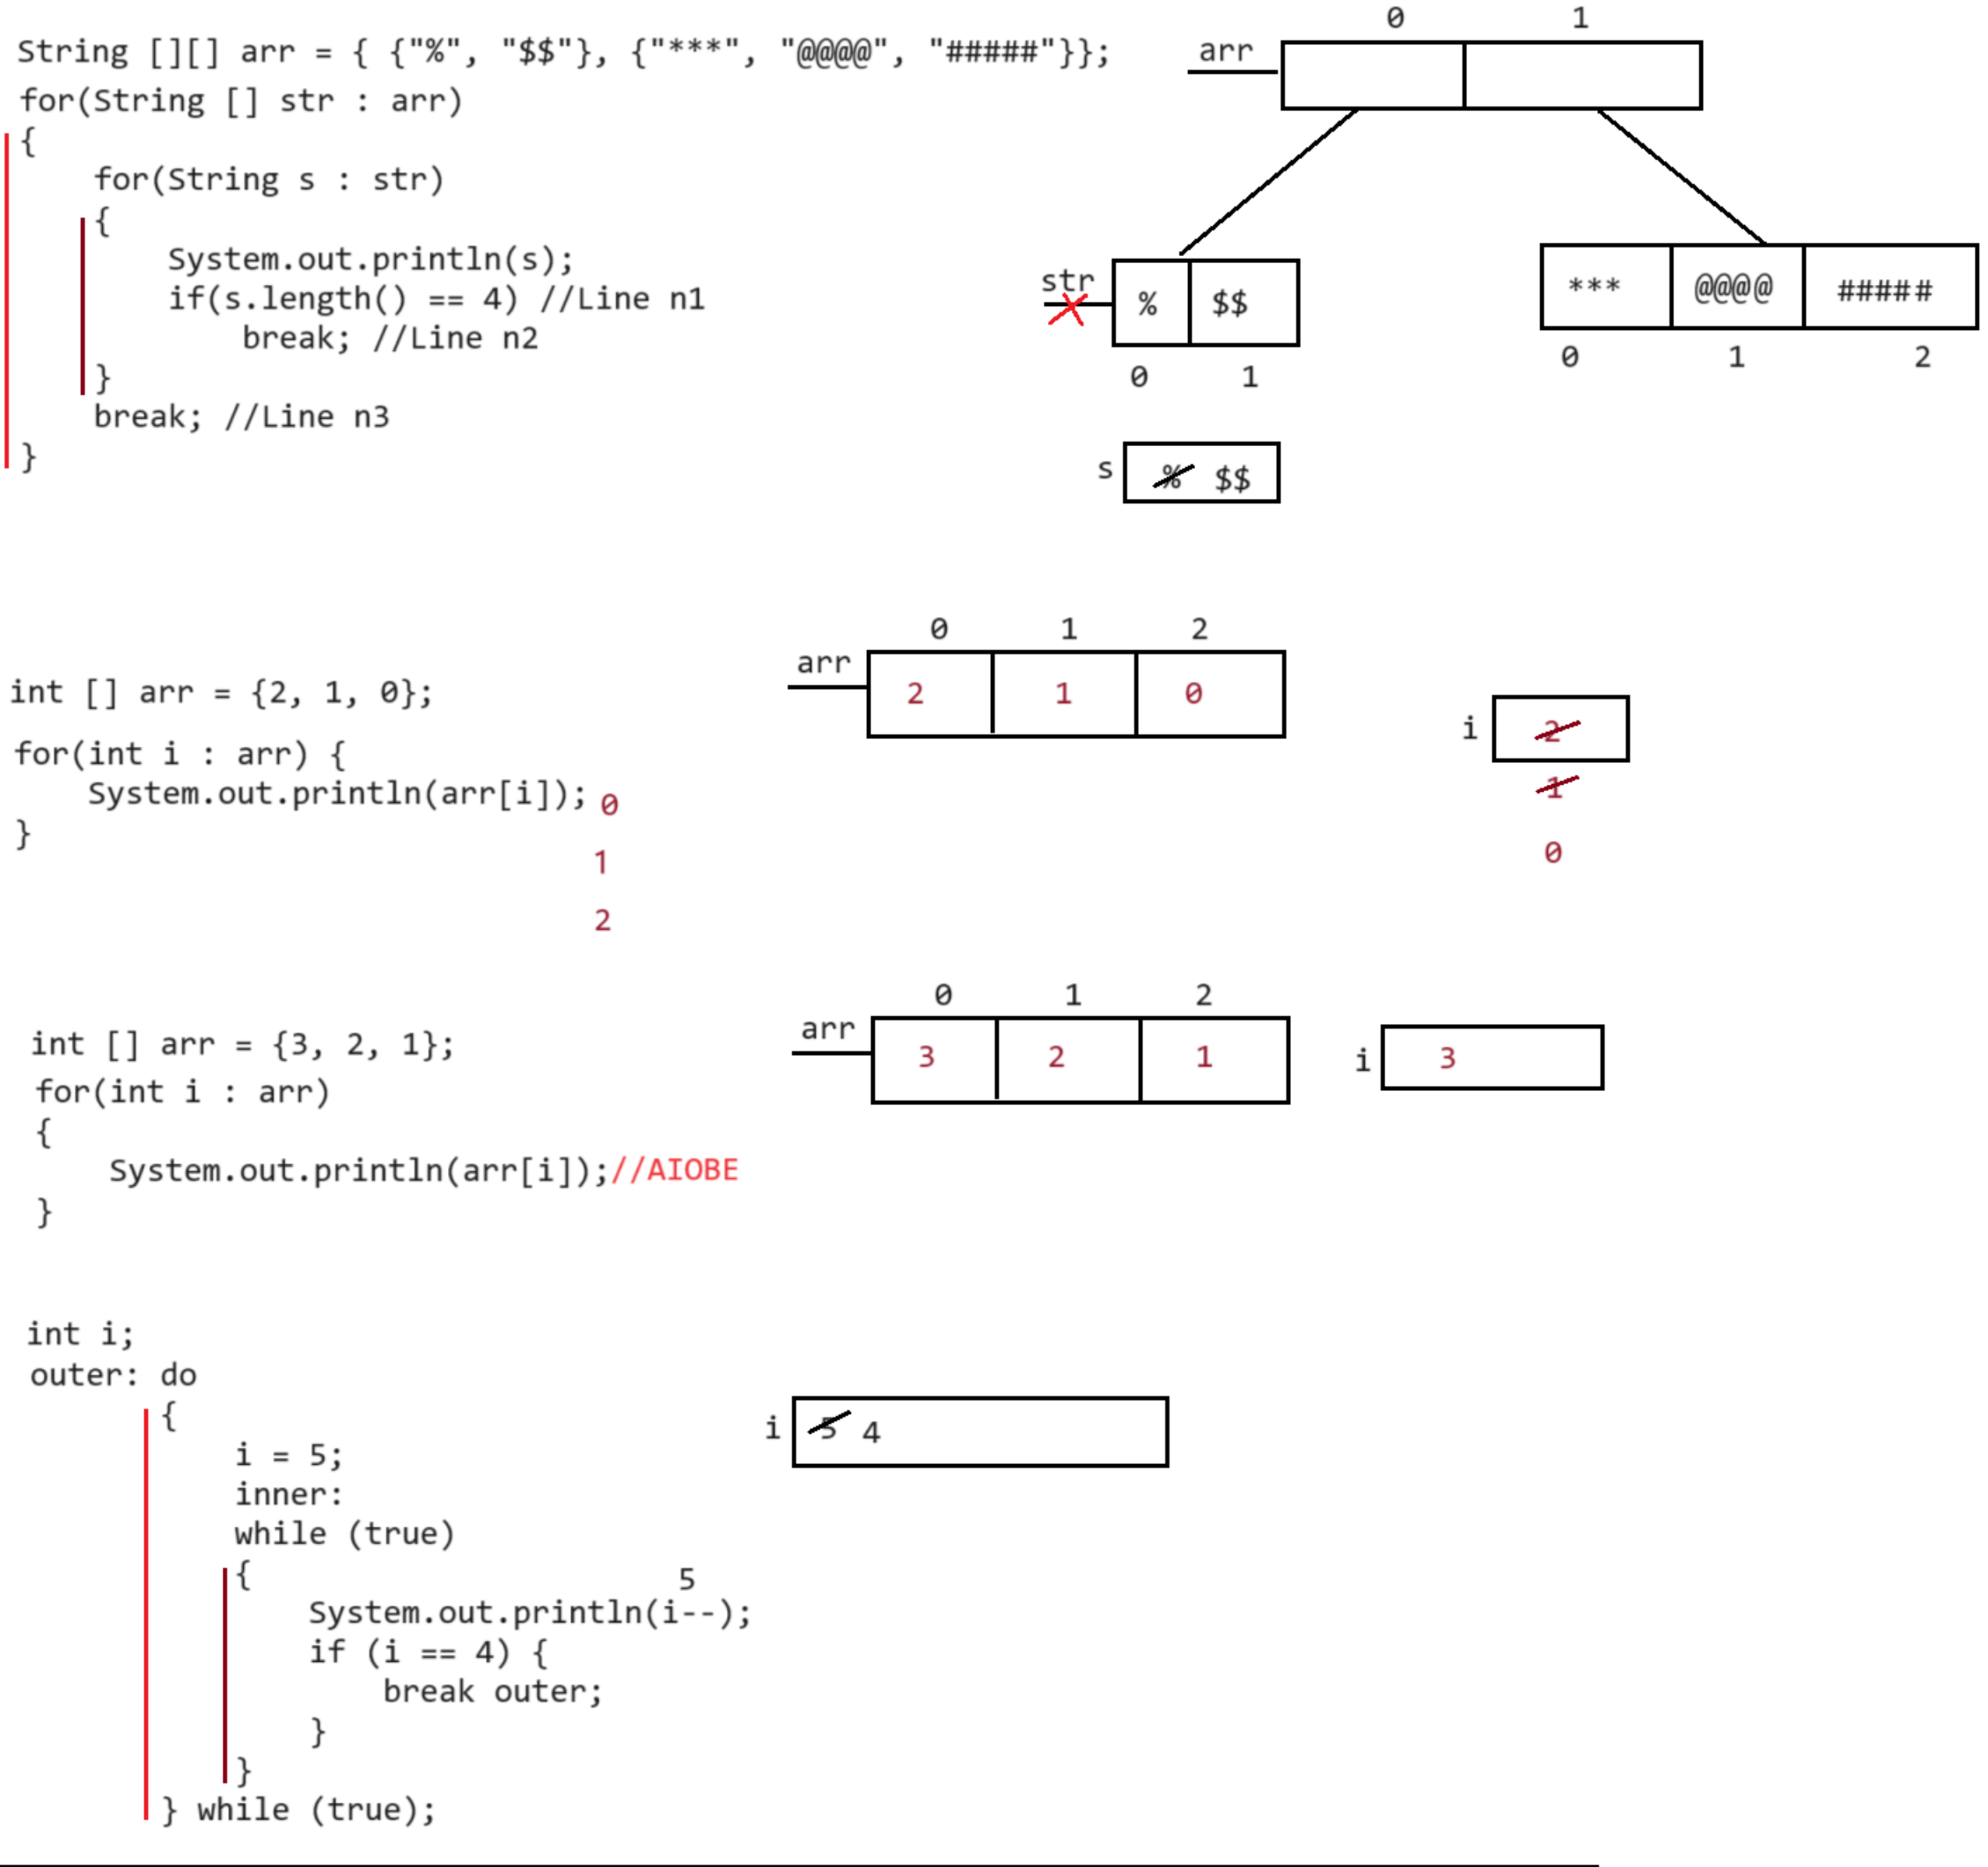 String [][] arr = { {"%", "$$"}, {"***", "@@@@", "#####"}};
for(String [] str : arr)
{
for(String s : str)
{
System.out.println(s);
if(s.length() == 4) //Line n1
break; //Line n2
}
break; //Line n3
}
0 1
arr
str
% $$
0 1
*** @@@@ #####
0 1 2
s % $$
int [] arr = {2, 1, 0};
for(int i : arr) {
System.out.println(arr[i]); 0
}
1
2
0 1 2
arr
2 1 0
i 2
1
0
int [] arr = {3, 2, 1};
for(int i : arr)
{
System.out.println(arr[i]);//AIOBE
}
0 1 2
arr
3 2 1
i 3
int i;
outer: do
{
i = 5;
inner:
while (true)
{
5
System.out.println(i--);
if (i == 4) {
break outer;
}
}
} while (true);
i 5 4